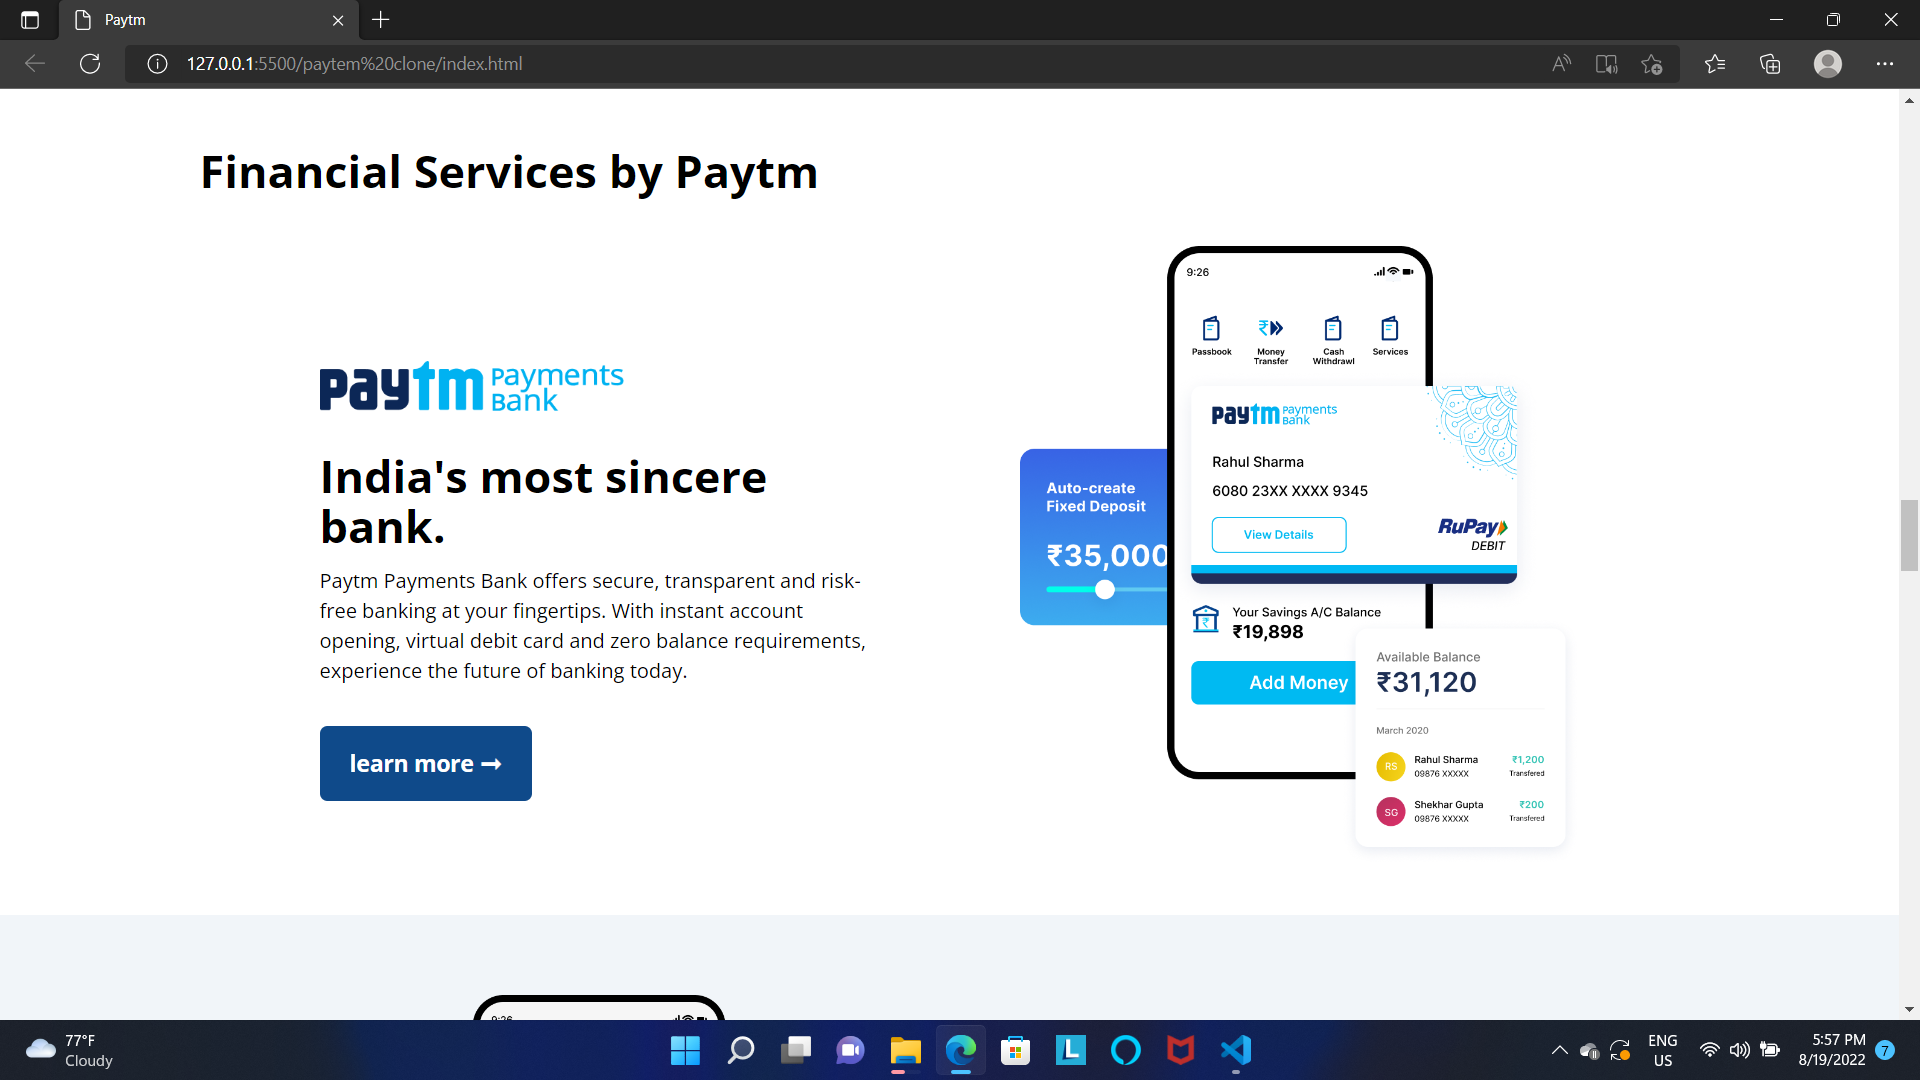 Paytm
127.0.0.1:5500/paytem%20clone/index.html
Financial Services by Paytm
paytm Payments
Bank
India's most sincere
bank.
Paytm Payments Bank offers secure, transparent and risk-
free banking at your fingertips. With instant account
opening, virtual debit card and zero balance requirements,
experience the future of banking today.
learn more ➞
9:26
Passbook
Money
Transfer
Cash
Withdrawl
Services
paytm Payments
Bank
Rahul Sharma
6080 23XX XXXX 9345
View Details
RuPay
DEBIT
Auto-create
Fixed Deposit
₹35,000
Your Savings A/C Balance
₹19,898
Add Money
Available Balance
₹31,120
March 2020
RS
Rahul Sharma
₹1,200
09876 XXXXX
Transfered
SG
Shekhar Gupta
₹200
09876 XXXXX
Transfered
9:26
77°F
Cloudy
ENG
US
5:57 PM
8/19/2022
7